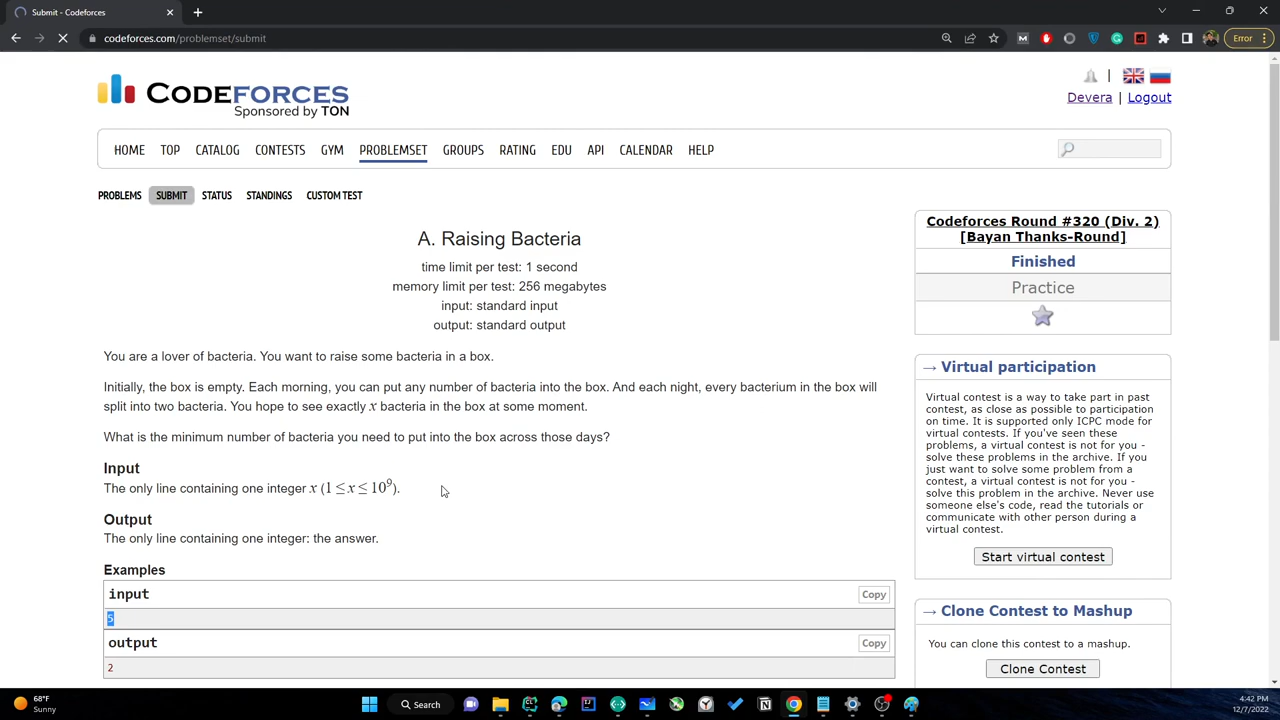 Submit - Codeforces
codeforces.com/problemset/submit
Error
CODEFORCES
Sponsored by TON
Devera | Logout
HOME TOP CATALOG CONTESTS GYM PROBLEMSET GROUPS RATING EDU API CALENDAR HELP
PROBLEMS SUBMIT STATUS STANDINGS CUSTOM TEST
A. Raising Bacteria
time limit per test: 1 second
memory limit per test: 256 megabytes
input: standard input
output: standard output
You are a lover of bacteria. You want to raise some bacteria in a box.
Initially, the box is empty. Each morning, you can put any number of bacteria into the box. And each night, every bacterium in the box will
split into two bacteria. You hope to see exactly x bacteria in the box at some moment.
What is the minimum number of bacteria you need to put into the box across those days?
Input
The only line containing one integer x (1 ≤ x ≤ 10⁹).
Output
The only line containing one integer: the answer.
Examples
input
Copy
5
output
Copy
2
Codeforces Round #320 (Div. 2)
[Bayan Thanks-Round]
Finished
Practice
→ Virtual participation
Virtual contest is a way to take part in past
contest, as close as possible to participation
on time. It is supported only ICPC mode for
virtual contests. If you've seen these
problems, a virtual contest is not for you -
solve these problems in the archive. If you
just want to solve some problem from a
contest, a virtual contest is not for you -
solve this problem in the archive. Never use
someone else's code, read the tutorials or
communicate with other person during a
virtual contest.
Start virtual contest
→ Clone Contest to Mashup
You can clone this contest to a mashup.
Clone Contest
68°F
Sunny
Search
4:42 PM
12/7/2022